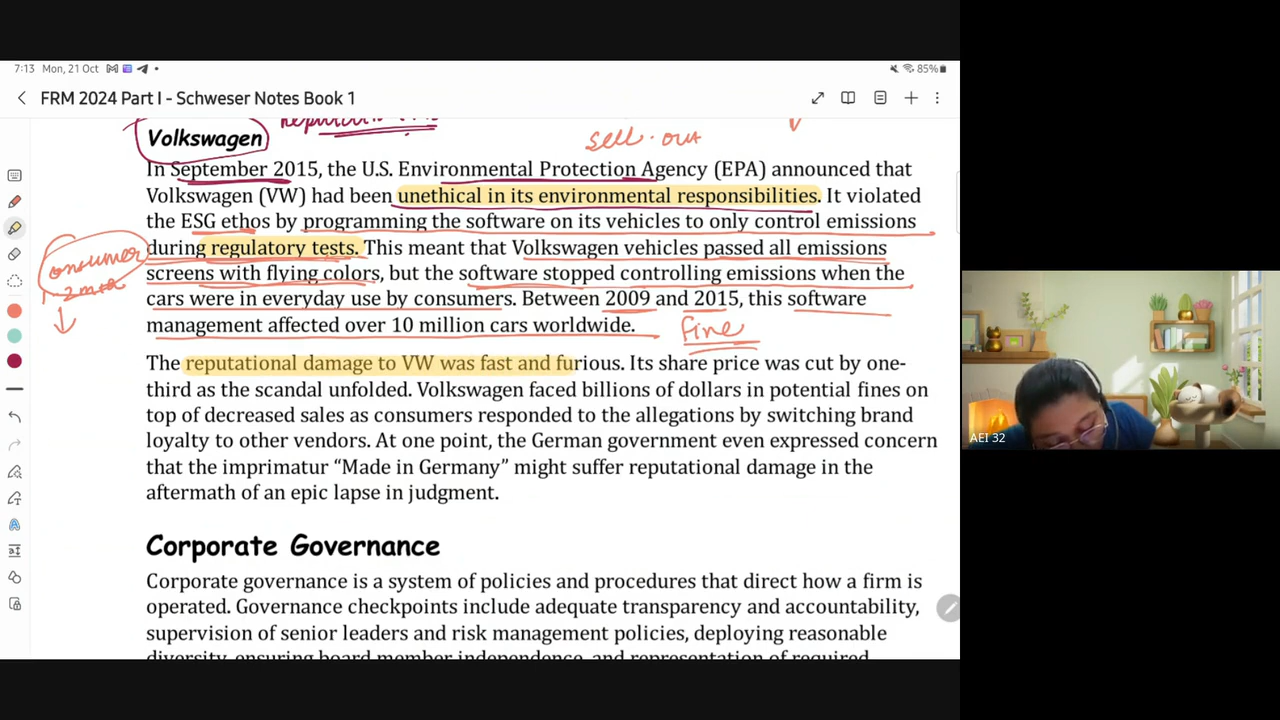 7:13 Mon, 21 Oct
85%
FRM 2024 Part I - Schweser Notes Book 1
sell. out
Volkswagen
In September 2015, the U.S. Environmental Protection Agency (EPA) announced that
Volkswagen (VW) had been unethical in its environmental responsibilities. It violated
the ESG ethos by programming the software on its vehicles to only control emissions
during regulatory tests. This meant that Volkswagen vehicles passed all emissions
consumer
screens with flying colors, but the software stopped controlling emissions when the
cars were in everyday use by consumers. Between 2009 and 2015, this software
management affected over 10 million cars worldwide.
fine
The reputational damage to VW was fast and furious. Its share price was cut by one-
third as the scandal unfolded. Volkswagen faced billions of dollars in potential fines on
top of decreased sales as consumers responded to the allegations by switching brand
loyalty to other vendors. At one point, the German government even expressed concern
that the imprimatur “Made in Germany” might suffer reputational damage in the
aftermath of an epic lapse in judgment.
Corporate Governance
Corporate governance is a system of policies and procedures that direct how a firm is
operated. Governance checkpoints include adequate transparency and accountability,
supervision of senior leaders and risk management policies, deploying reasonable
diversity, ensuring board member independence, and representation of required
AEI 32